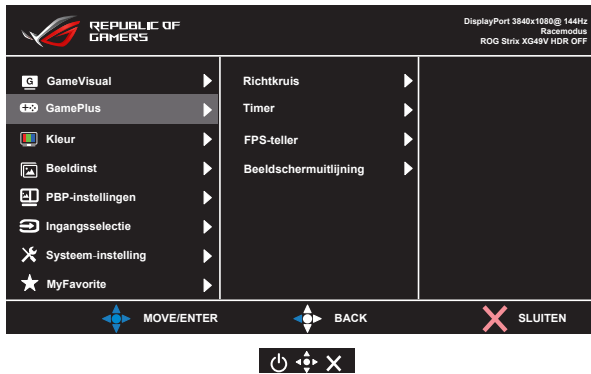 REPUBLIC OF
GAMERS
DisplayPort 3840x1080@ 144Hz
Racemodus
ROG Strix XG49V HDR OFF
G GameVisual
GamePlus
Kleur
Beeldinst
PBP-instellingen
Ingangsselectie
Systeem-instelling
MyFavorite
Richtkruis
Timer
FPS-teller
Beeldschermuitlijning
MOVE/ENTER
BACK
SLUITEN